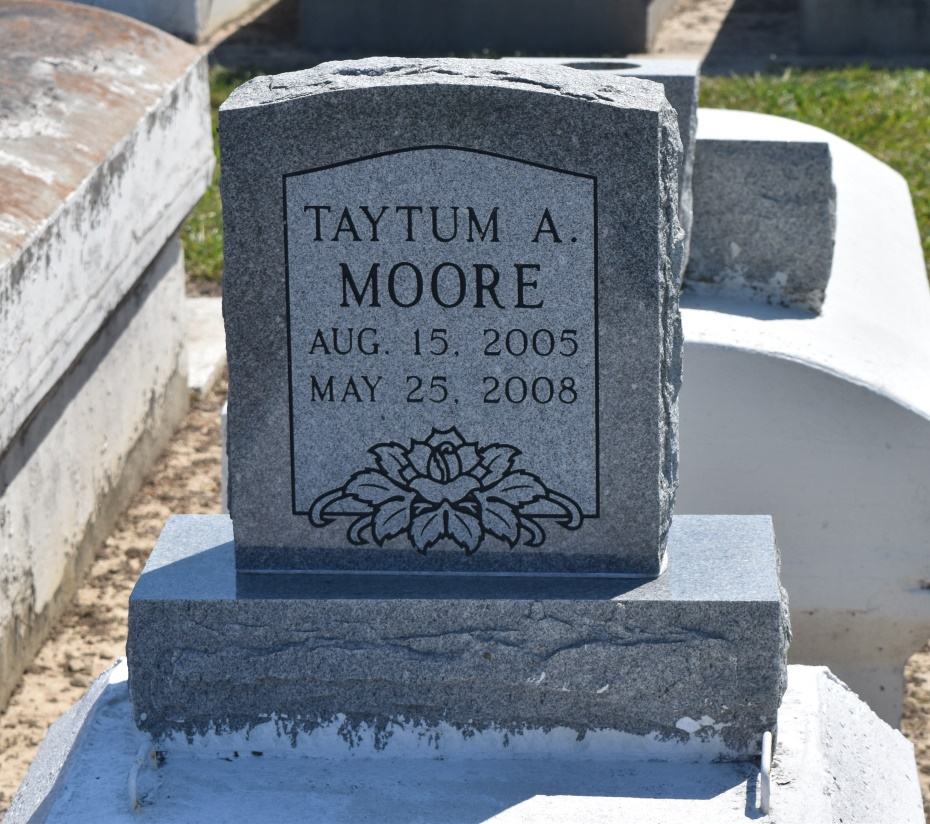 TAYTUM A.
MOORE
AUG. 15, 2005
MAY 25, 2008